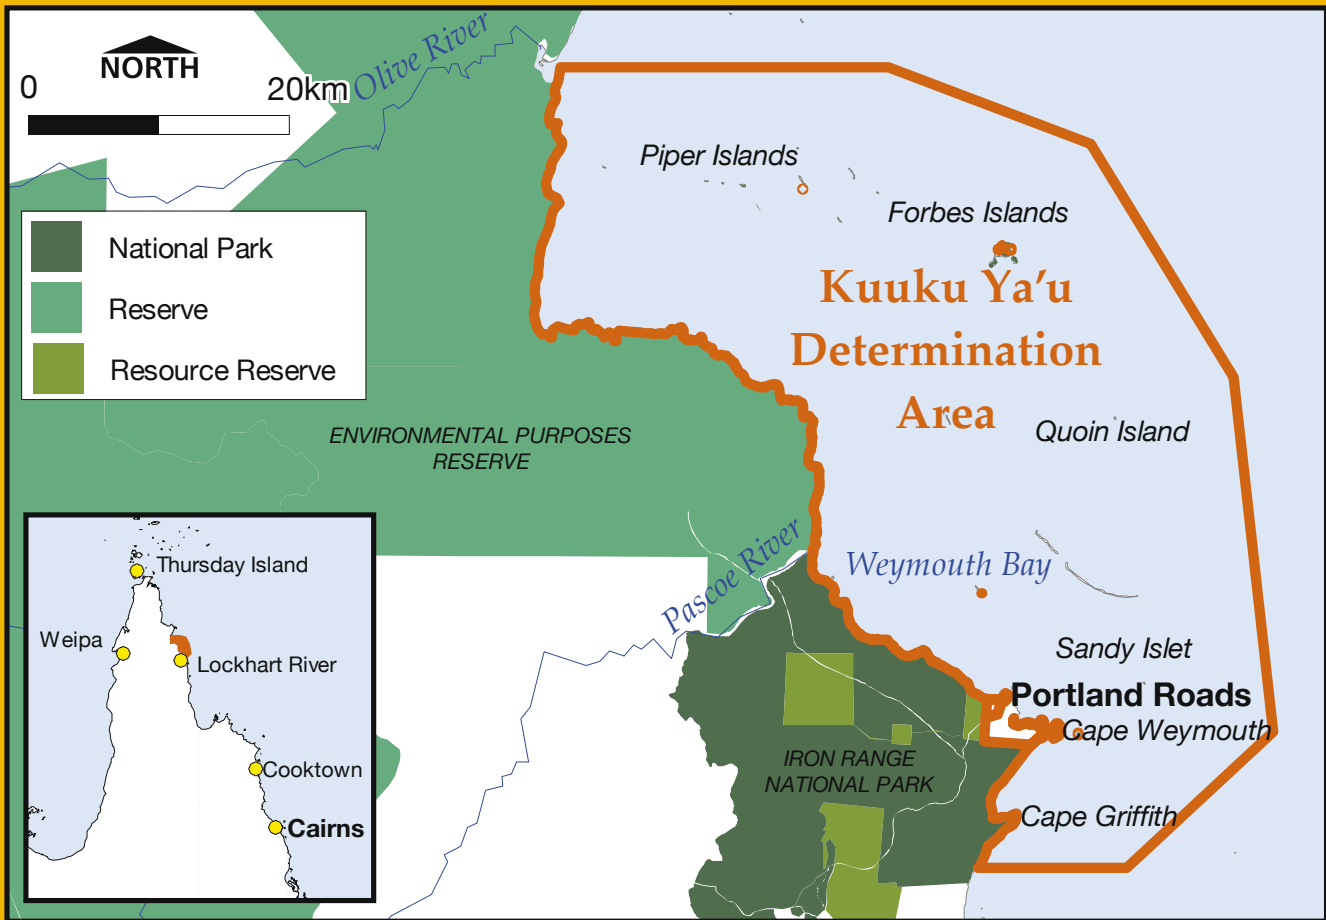 NORTH
0 20km
Olive River
National Park
Reserve
Resource Reserve
Piper Islands
Forbes Islands
Kuuku Ya’u
Determination
Area
Quoin Island
ENVIRONMENTAL PURPOSES
RESERVE
Pascoe River
Weymouth Bay
Sandy Islet
Portland Roads
Cape Weymouth
IRON RANGE
NATIONAL PARK
Cape Griffith
Thursday Island
Weipa
Lockhart River
Cooktown
Cairns